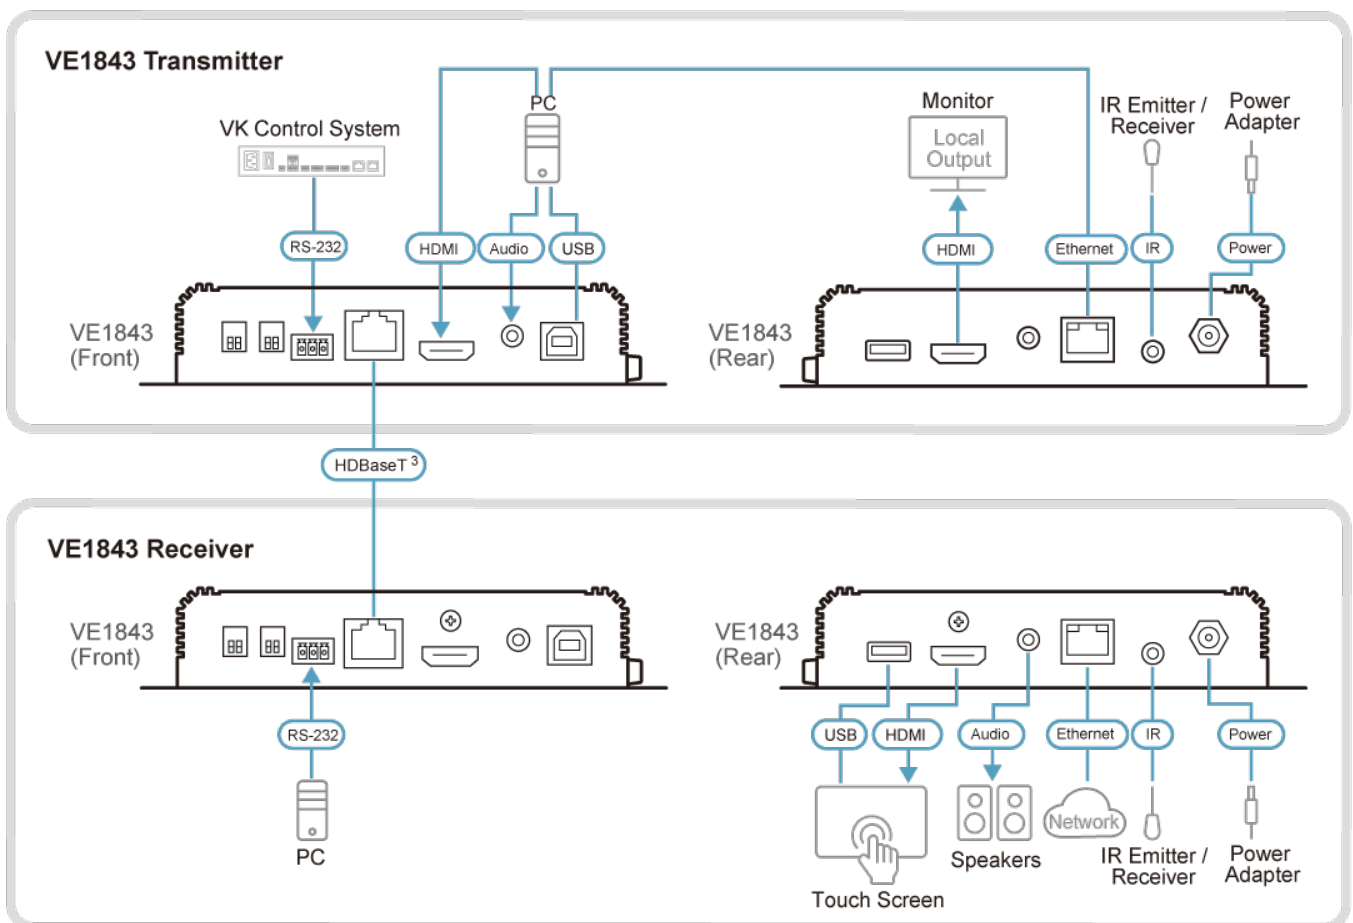 VE1843 Transmitter
PC
VK Control System
Monitor
Local
Output
IR Emitter /
Receiver
Power
Adapter
RS-232
HDMI
Audio
USB
HDMI
Ethernet
IR
Power
VE1843
(Front)
VE1843
(Rear)
HDBaseT 3
VE1843 Receiver
VE1843
(Front)
VE1843
(Rear)
RS-232
USB
HDMI
Audio
Ethernet
IR
Power
PC
Touch Screen
Speakers
Network
IR Emitter /
Receiver
Power
Adapter